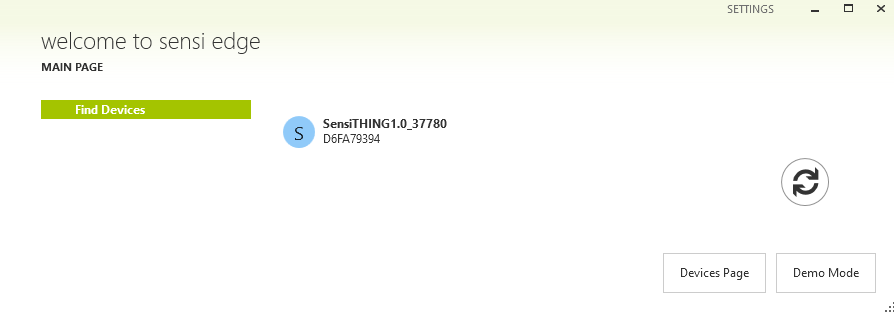 SETTINGS
welcome to sensi edge
MAIN PAGE
Find Devices
S
SensiTHING1.0_37780
D6FA79394
Devices Page
Demo Mode